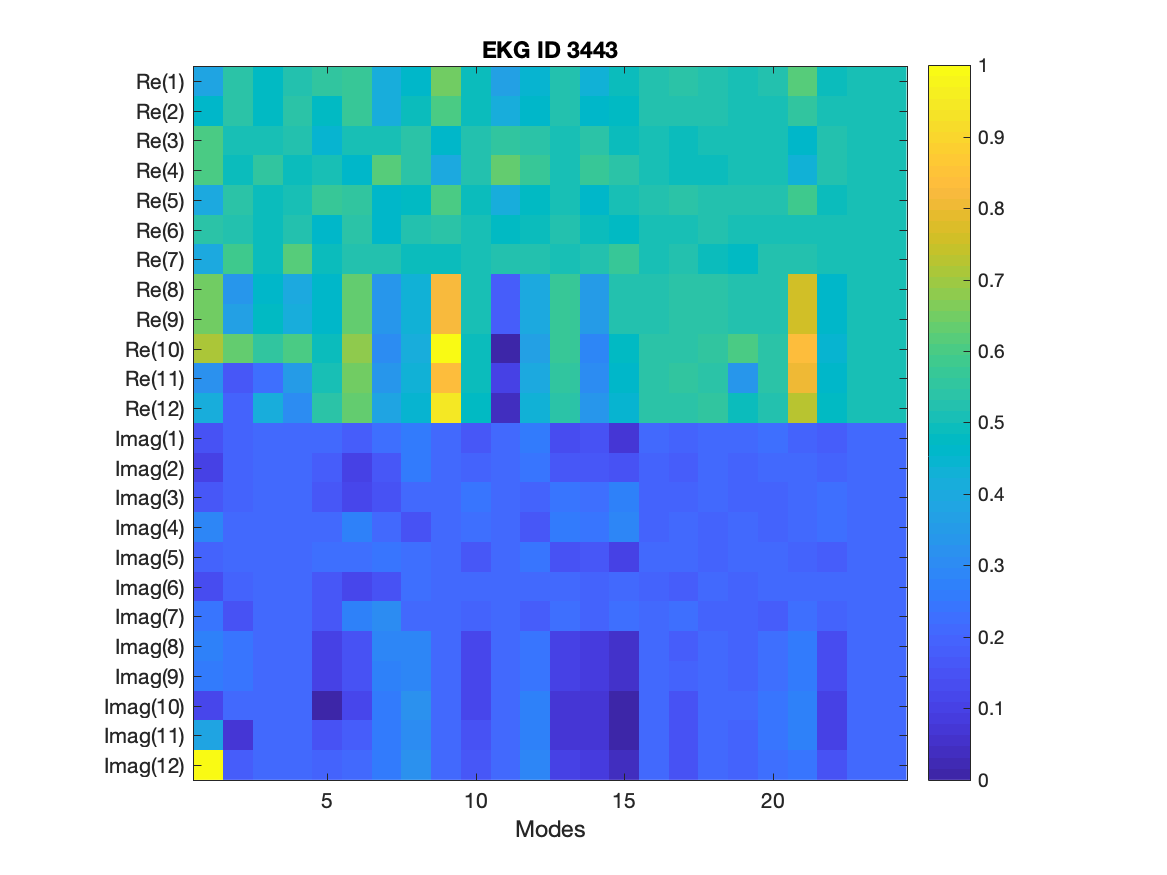 EKG ID 3443
Re(1)
Re(2)
Re(3)
Re(4)
Re(5)
Re(6)
Re(7)
Re(8)
Re(9)
Re(10)
Re(11)
Re(12)
Imag(1)
Imag(2)
Imag(3)
Imag(4)
Imag(5)
Imag(6)
Imag(7)
Imag(8)
Imag(9)
Imag(10)
Imag(11)
Imag(12)
5 10 15 20
Modes
1
0.9
0.8
0.7
0.6
0.5
0.4
0.3
0.2
0.1
0